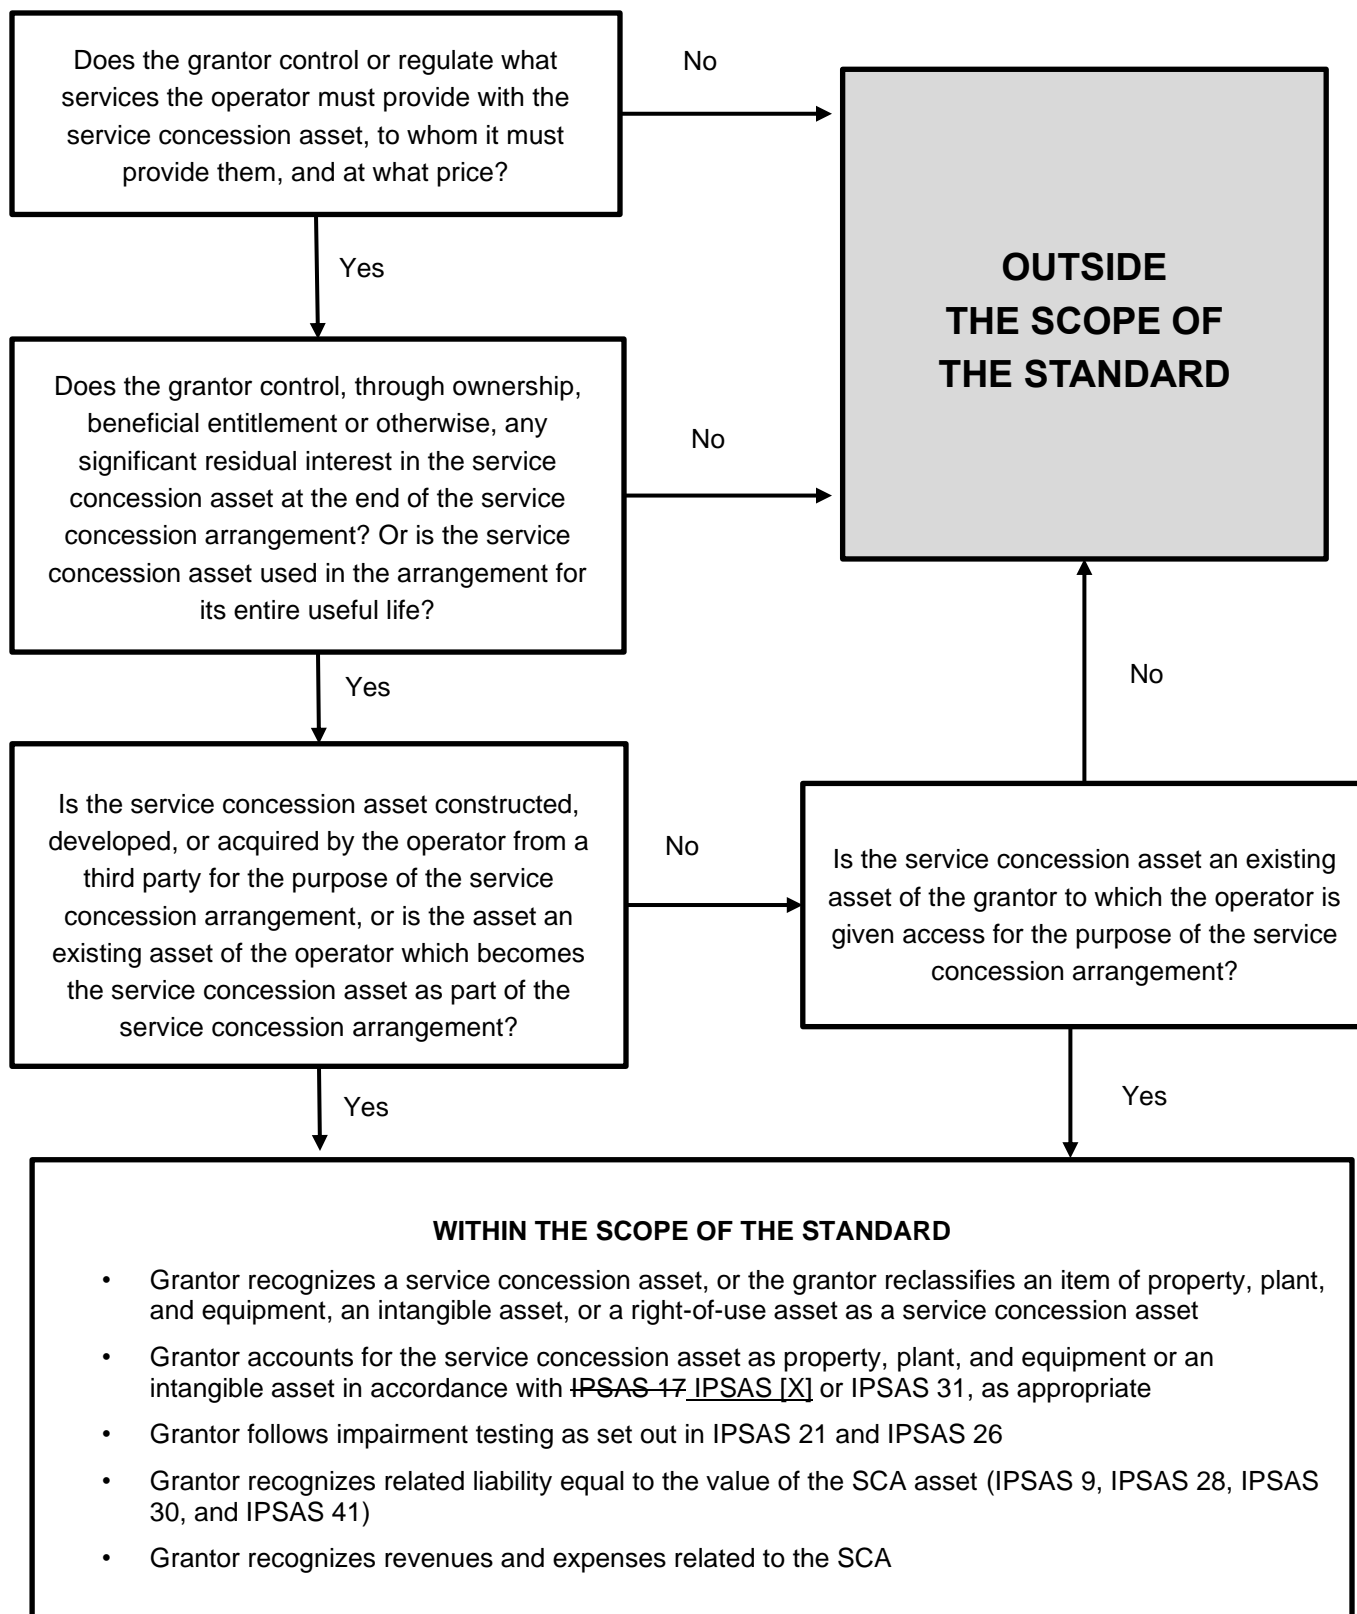 Does the grantor control or regulate what
services the operator must provide with the
service concession asset, to whom it must
provide them, and at what price?
No
OUTSIDE
THE SCOPE OF
THE STANDARD
Yes
Does the grantor control, through ownership,
beneficial entitlement or otherwise, any
significant residual interest in the service
concession asset at the end of the service
concession arrangement? Or is the service
concession asset used in the arrangement for
its entire useful life?
No
Yes
No
Is the service concession asset constructed,
developed, or acquired by the operator from a
third party for the purpose of the service
concession arrangement, or is the asset an
existing asset of the operator which becomes
the service concession asset as part of the
service concession arrangement?
No
Is the service concession asset an existing
asset of the grantor to which the operator is
given access for the purpose of the service
concession arrangement?
Yes
Yes
WITHIN THE SCOPE OF THE STANDARD
• Grantor recognizes a service concession asset, or the grantor reclassifies an item of property, plant,
and equipment, an intangible asset, or a right-of-use asset as a service concession asset
• Grantor accounts for the service concession asset as property, plant, and equipment or an
intangible asset in accordance with IPSAS 17 IPSAS [X] or IPSAS 31, as appropriate
• Grantor follows impairment testing as set out in IPSAS 21 and IPSAS 26
• Grantor recognizes related liability equal to the value of the SCA asset (IPSAS 9, IPSAS 28, IPSAS
30, and IPSAS 41)
• Grantor recognizes revenues and expenses related to the SCA